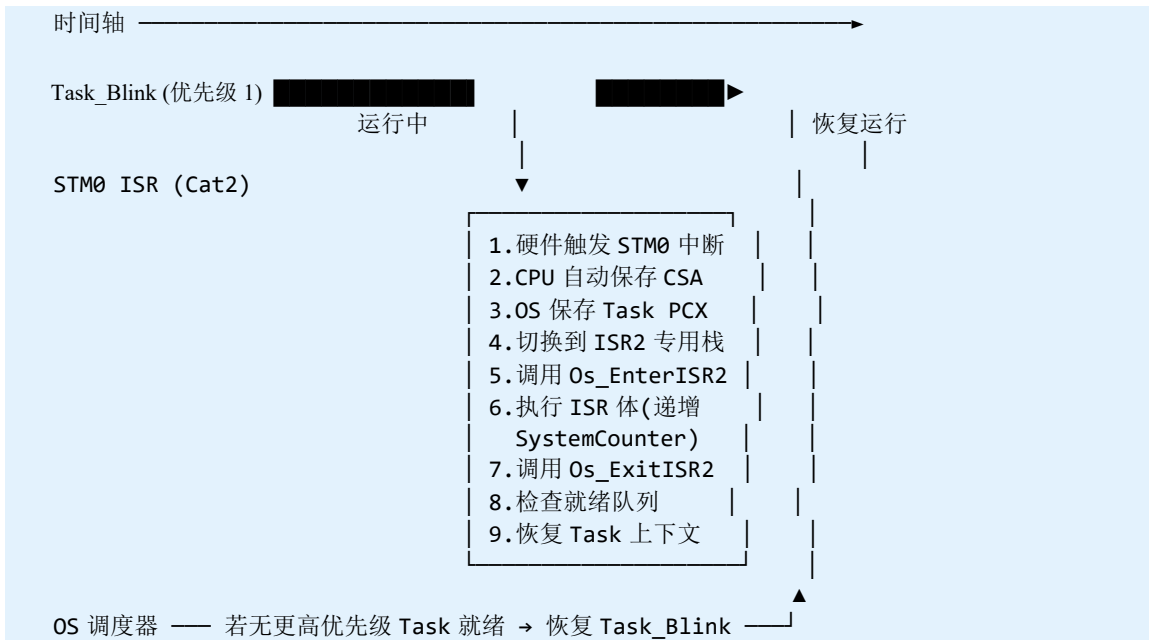 时间轴
Task_Blink (优先级 1)
运行中 恢复运行
STM0 ISR (Cat2)
1.硬件触发 STM0 中断
2.CPU 自动保存 CSA
3.OS 保存 Task PCX
4.切换到 ISR2 专用栈
5.调用 Os_EnterISR2
6.执行 ISR 体(递增
SystemCounter)
7.调用 Os_ExitISR2
8.检查就绪队列
9.恢复 Task 上下文
OS 调度器 —— 若无更高优先级 Task 就绪 → 恢复 Task_Blink